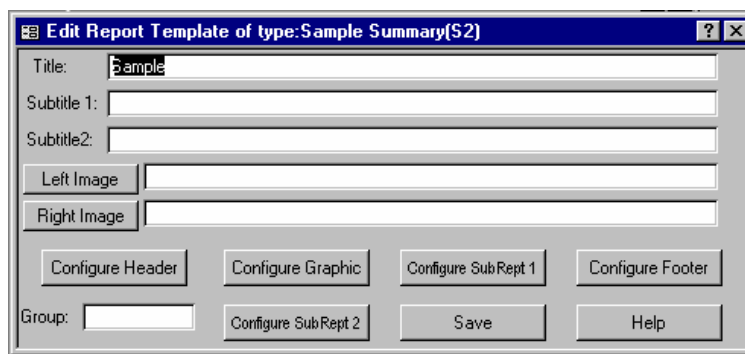 Edit Report Template of type:Sample Summary(S2) ? X
Title: Sample
Subtitle 1:
Subtitle2:
Left Image
Right Image
Configure Header Configure Graphic Configure SubRept 1 Configure Footer
Group: Configure SubRept 2 Save Help